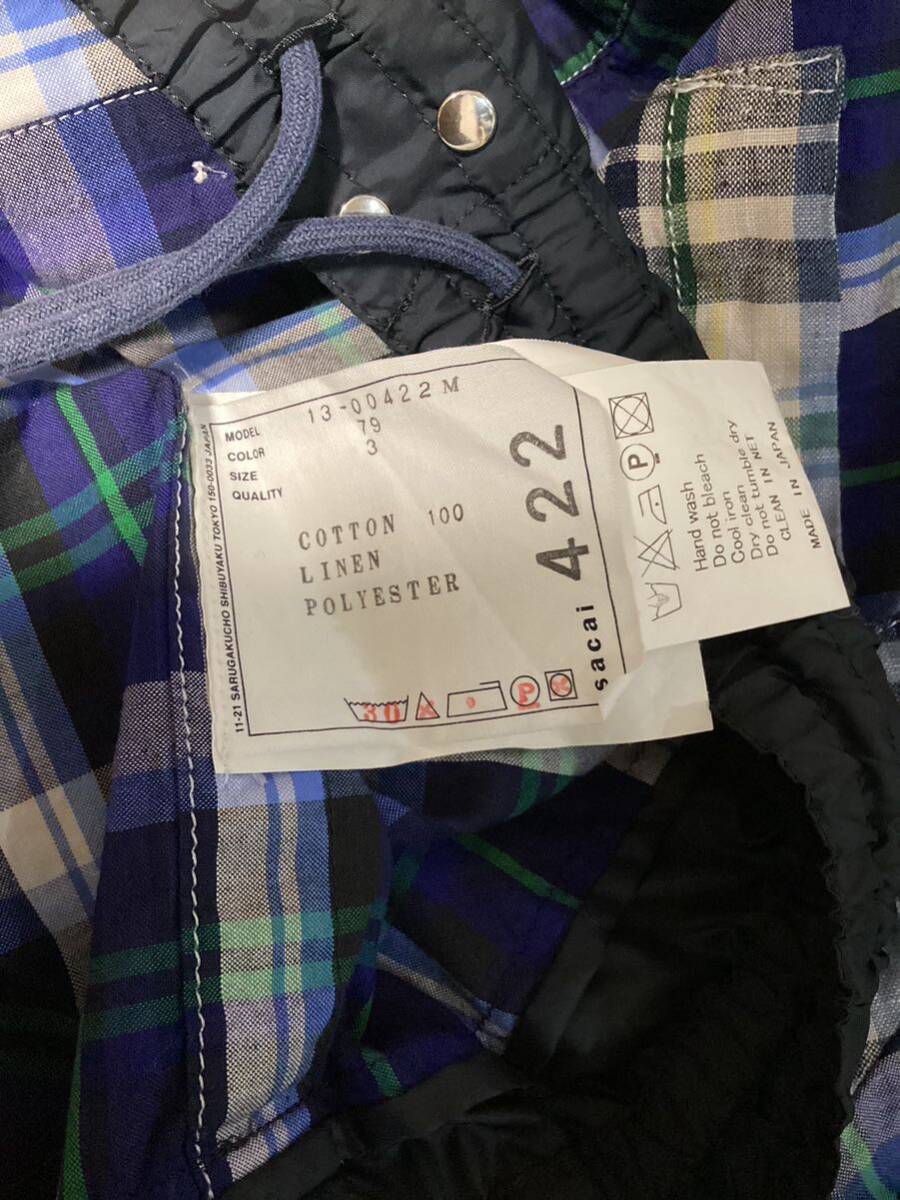 11-21 SARUGAKUCHO SHIBUYAKU TOKYO 150-0033 JAPAN
MODEL 13-00422 M
COLOR 79
SIZE 3
QUALITY
COTTON 100
LINEN
POLYESTER
422
sacai
30
P
P
Hand wash
Do not bleach
Cool iron
Dry clean
Do not tumble dry
CLEAN IN NET
MADE IN JAPAN